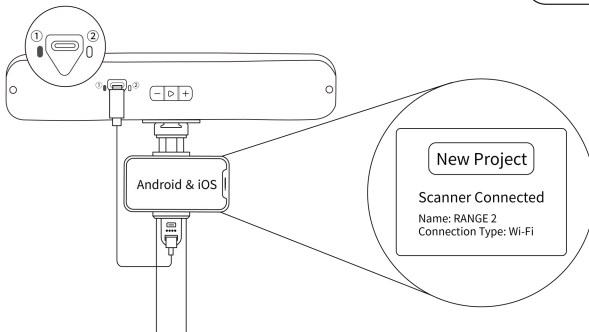 ① ②
① ②
− +
Android & iOS
New Project
Scanner Connected
Name: RANGE 2
Connection Type: Wi-Fi